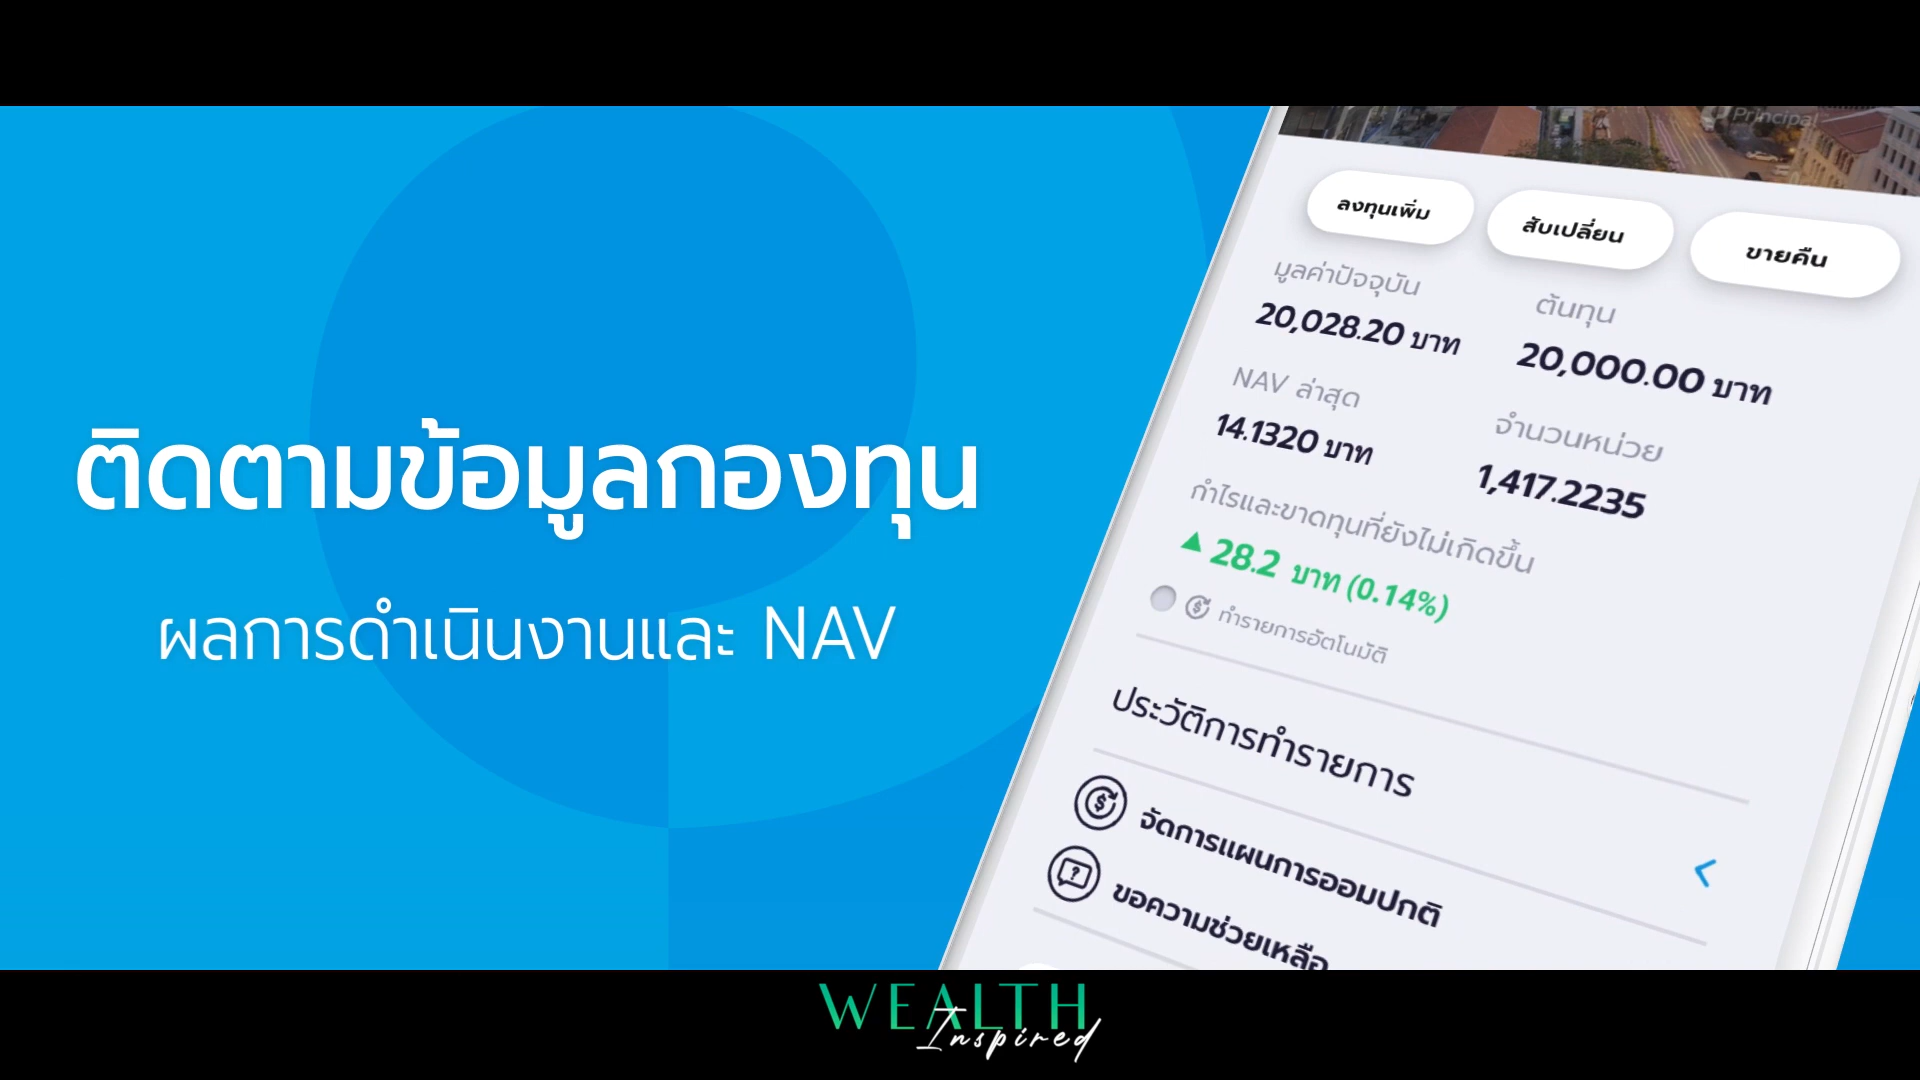 ติดตามข้อมูลกองทุน
ผลการดำเนินงานและ NAV
Principal
ลงทุนเพิ่ม
สับเปลี่ยน
ขายคืน
มูลค่าปัจจุบัน
20,028.20 บาท
ต้นทุน
20,000.00 บาท
NAV ล่าสุด
14.1320 บาท
จำนวนหน่วย
1,417.2235
กำไรและขาดทุนที่ยังไม่เกิดขึ้น
▲ 28.2 บาท (0.14%)
ทำรายการอัตโนมัติ
ประวัติการทำรายการ
จัดการแผนการออมปกติ
ขอความช่วยเหลือ
WEALTH
Inspired